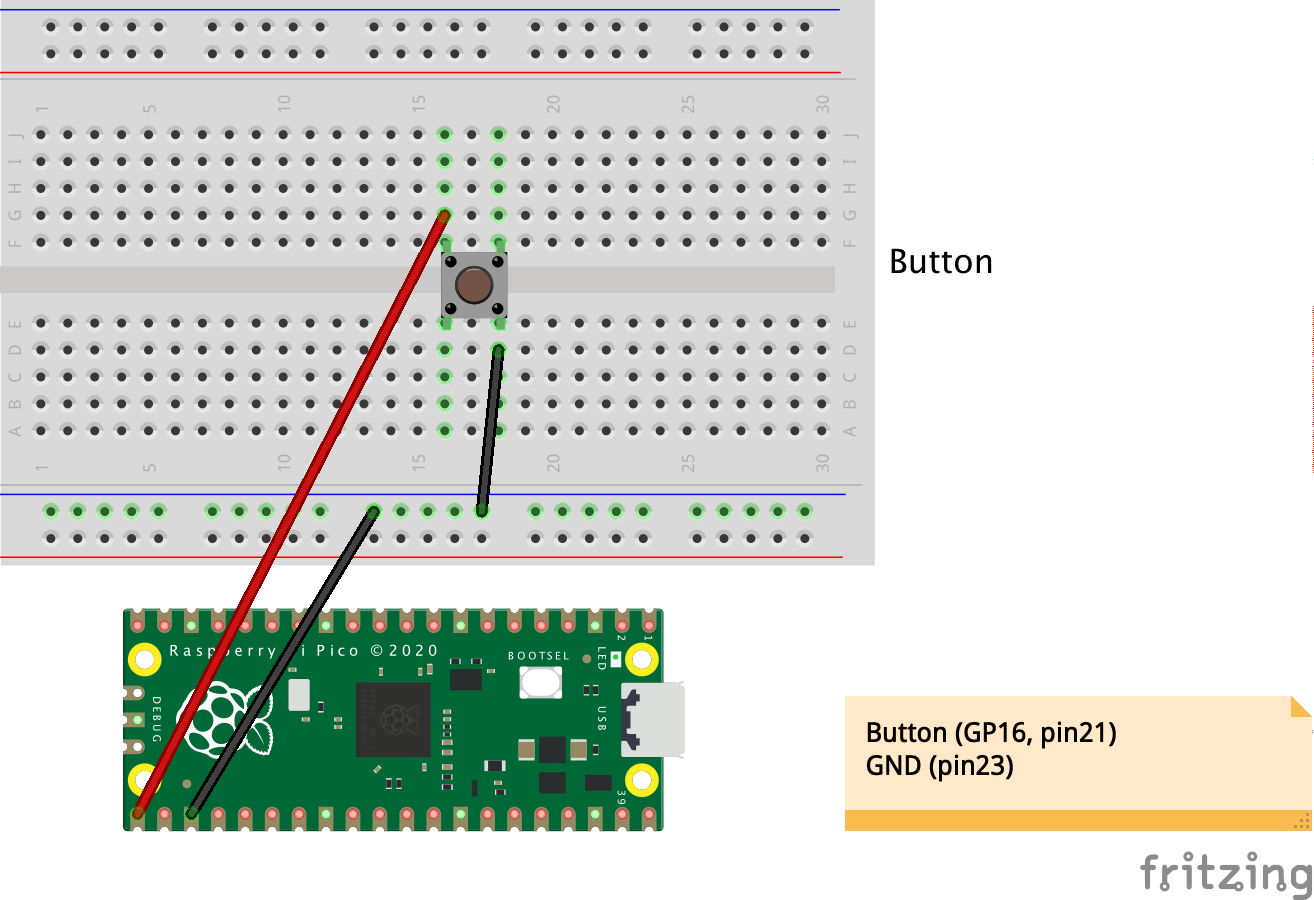 1 5 10 15 20 25 30
J J
I I
H H
G G
F F
Button
E E
D D
C C
B B
A A
1 5 10 15 20 25 30
2 1
Raspberry Pi Pico ©2020
BOOTSEL
LED
DEBUG
USB
39
Button (GP16, pin21)
GND (pin23)
fritzing